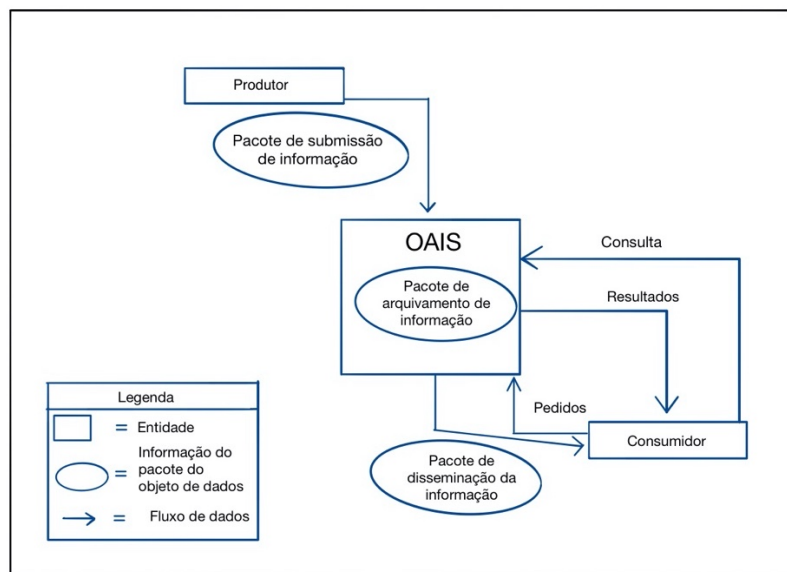 Produtor
Pacote de submissão
de informação
OAIS
Consulta
Pacote de
arquivamento de
informação
Resultados
Pedidos
Consumidor
Pacote de
disseminação da
informação
Legenda
= Entidade
= Informação do
pacote do
objeto de dados
= Fluxo de dados